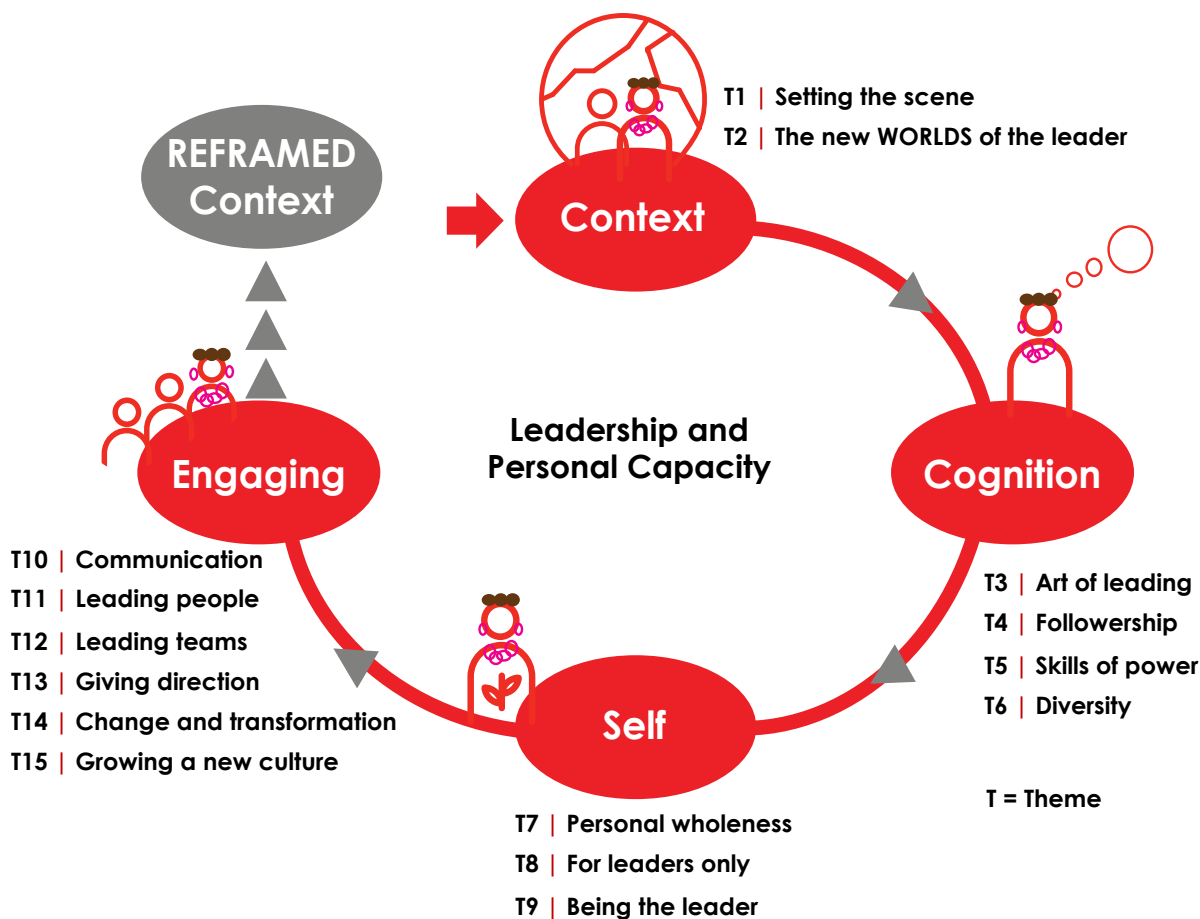 REFRAMED
Context
Context
T1 | Setting the scene
T2 | The new WORLDS of the leader
Leadership and
Personal Capacity
Cognition
T3 | Art of leading
T4 | Followership
T5 | Skills of power
T6 | Diversity
T = Theme
Self
T7 | Personal wholeness
T8 | For leaders only
T9 | Being the leader
Engaging
T10 | Communication
T11 | Leading people
T12 | Leading teams
T13 | Giving direction
T14 | Change and transformation
T15 | Growing a new culture